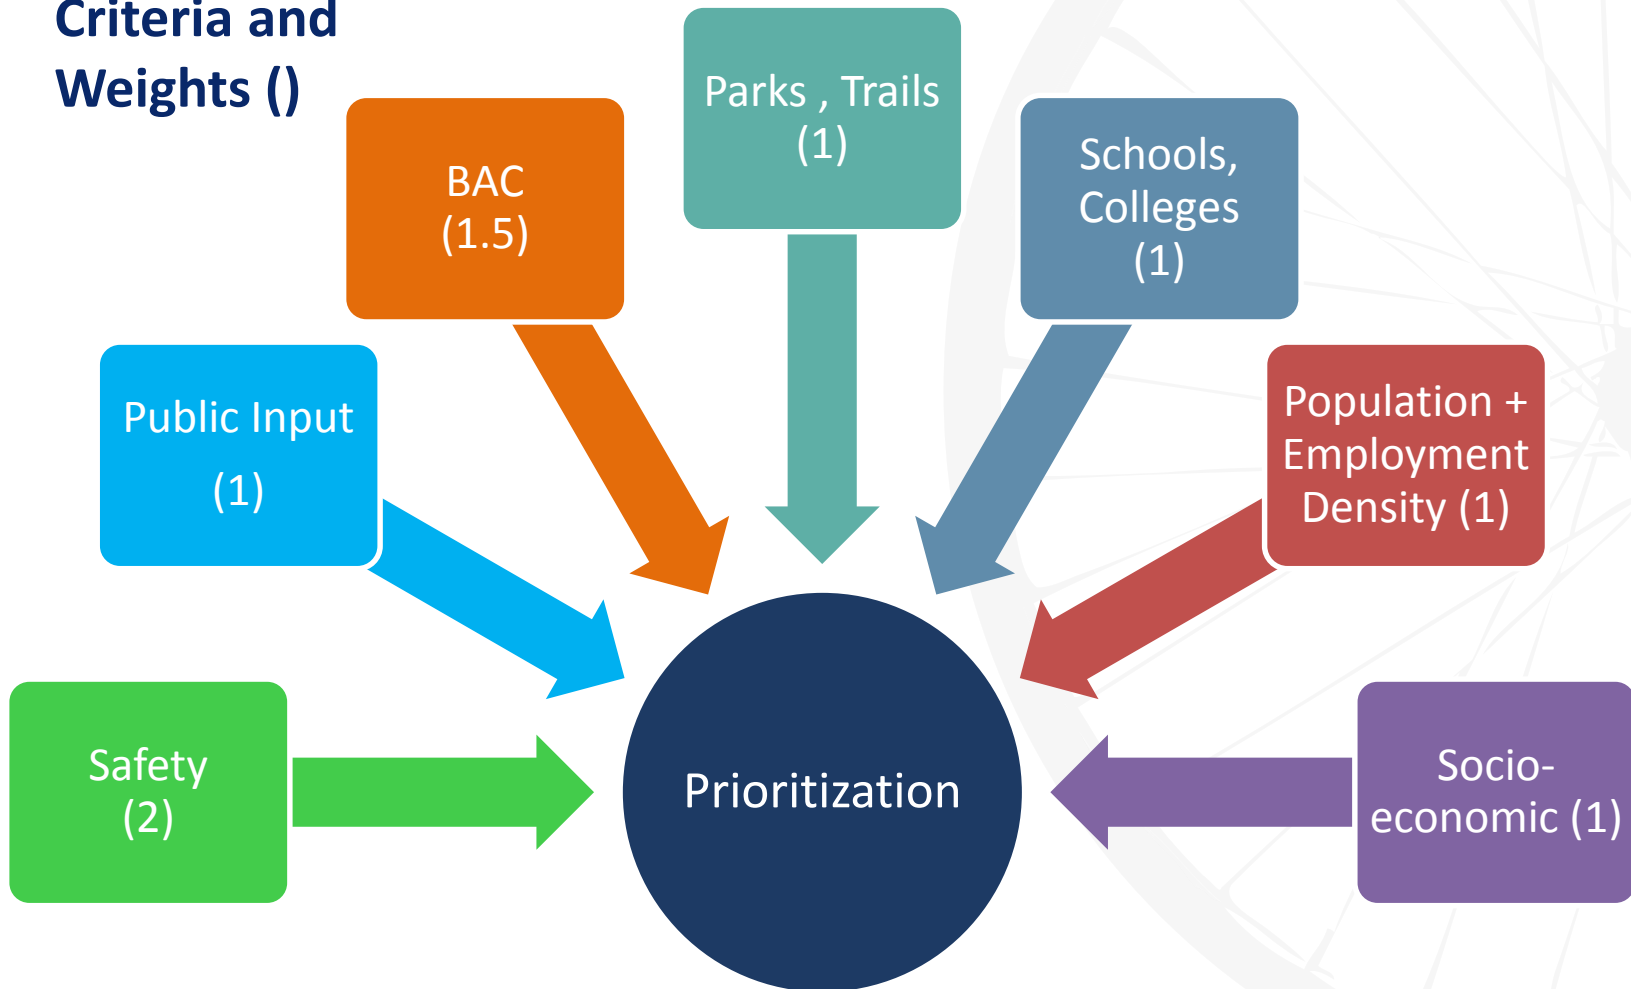 Criteria and
Weights ()
Parks , Trails
(1)
BAC
(1.5)
Schools,
Colleges
(1)
Public Input
(1)
Population +
Employment
Density (1)
Safety
(2)
Prioritization
Socio-
economic (1)